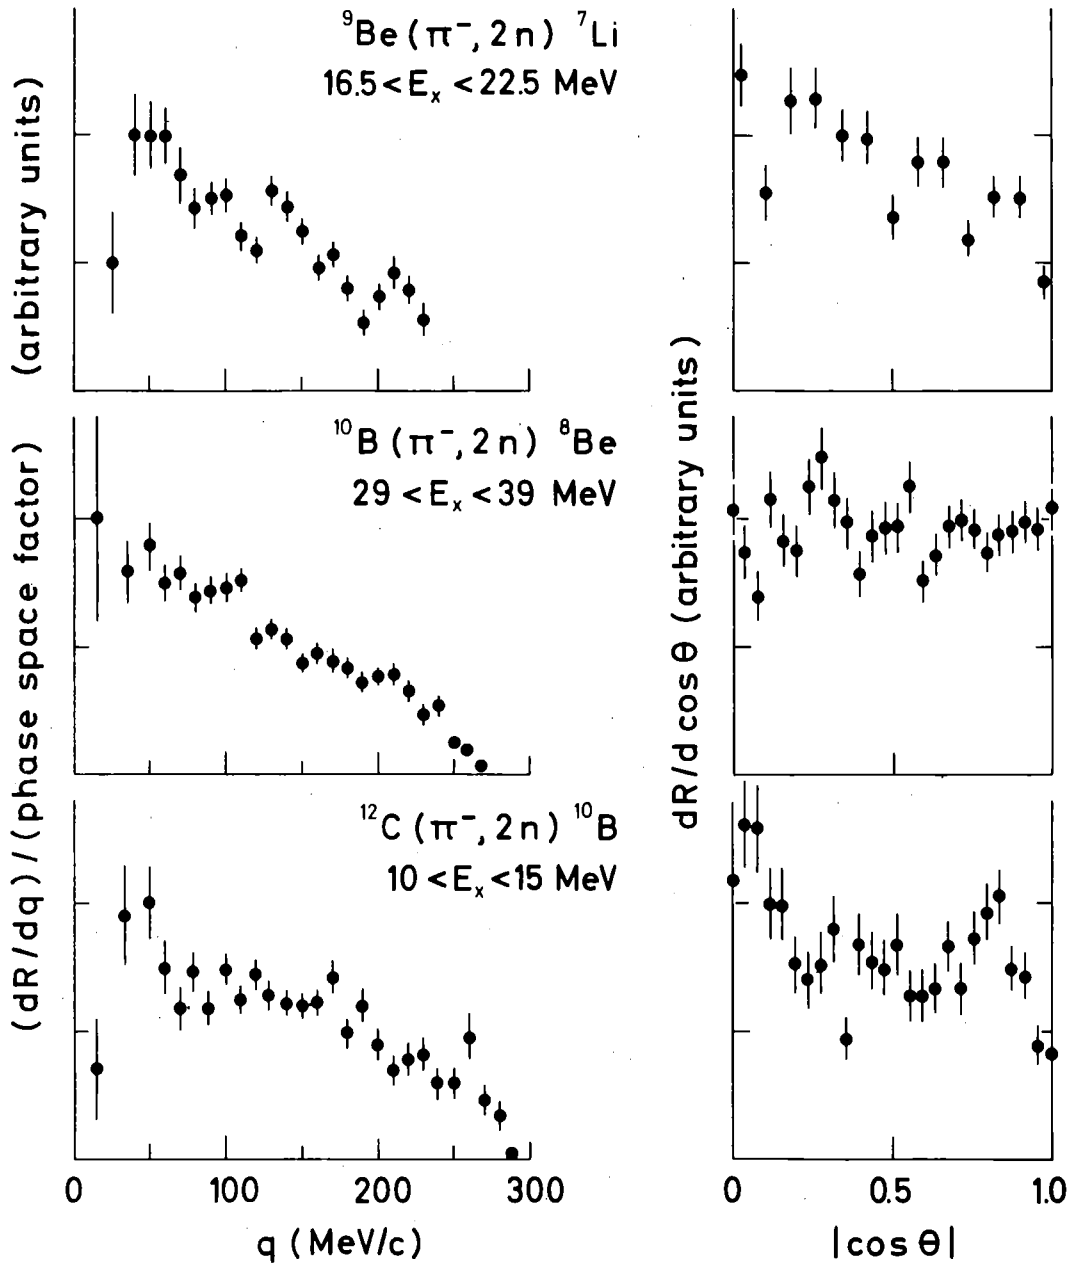 ⁹Be (π⁻, 2n) ⁷Li
16.5 < Eₓ < 22.5 MeV
¹⁰B (π⁻, 2n) ⁸Be
29 < Eₓ < 39 MeV
¹²C (π⁻, 2n) ¹⁰B
10 < Eₓ < 15 MeV
(dR/dq) / (phase space factor) (arbitrary units)
0 100 200 300
q (MeV/c)
dR/d cos θ (arbitrary units)
0 0.5 1.0
|cos θ|